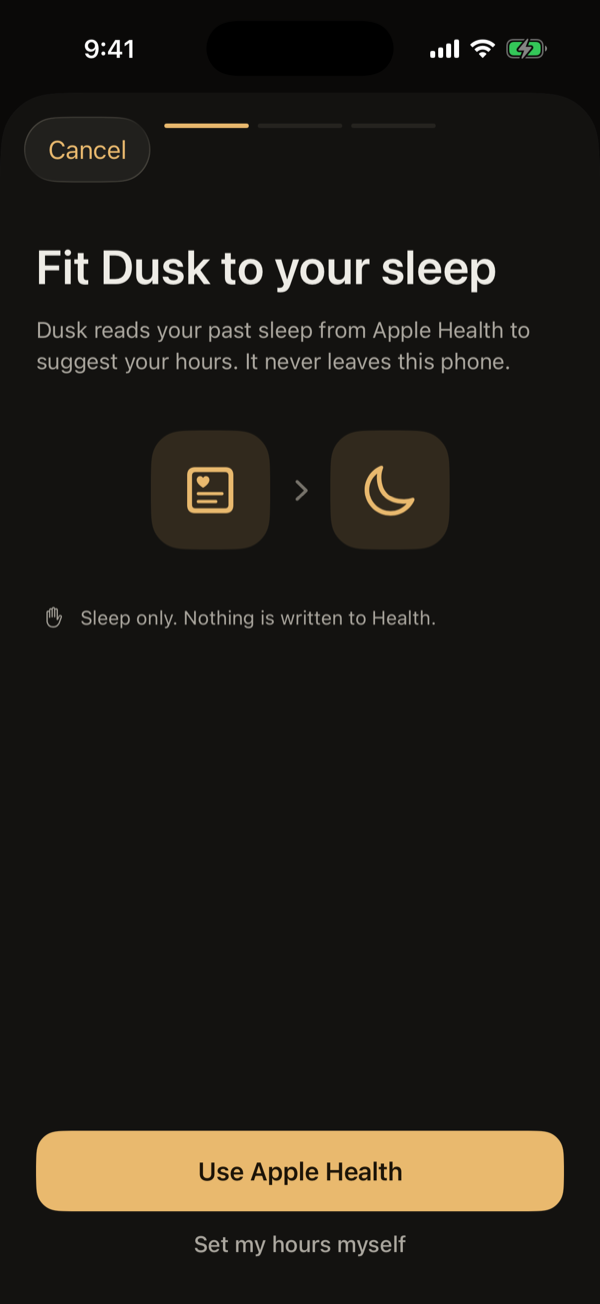 9:41
Cancel
Fit Dusk to your sleep
Dusk reads your past sleep from Apple Health to
suggest your hours. It never leaves this phone.
Sleep only. Nothing is written to Health.
Use Apple Health
Set my hours myself